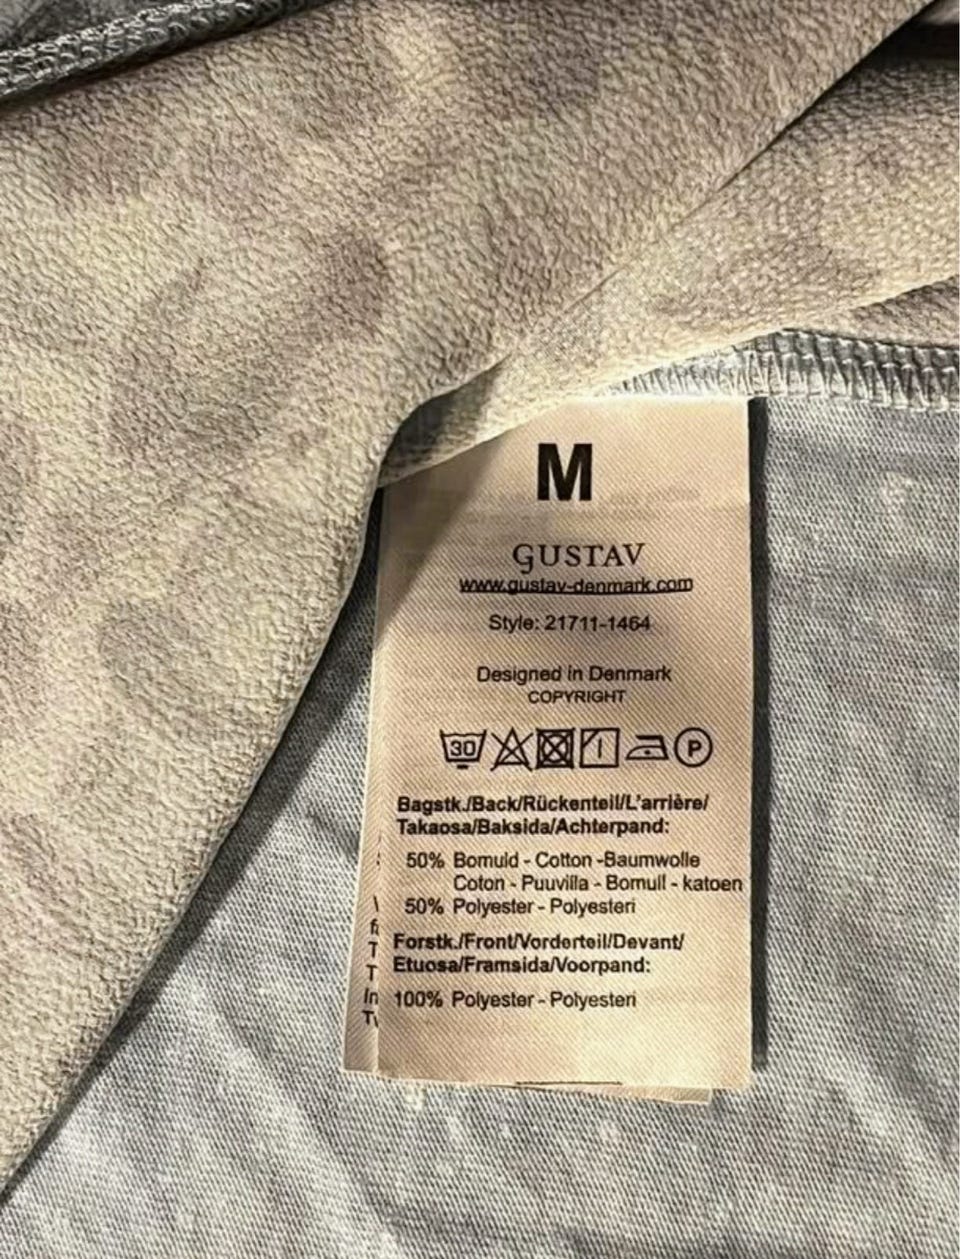 M
GUSTAV
www.gustav-denmark.com
Style: 21711-1464
Designed in Denmark
COPYRIGHT
30 P
Bagstk./Back/Rückenteil/L'arrière/
Takaosa/Baksida/Achterpand:
50% Bomuld - Cotton -Baumwolle
Coton - Puuvilla - Bomull - katoen
50% Polyester - Polyesteri
Forstk./Front/Vorderteil/Devant/
Etuosa/Framsida/Voorpand:
100% Polyester - Polyesteri